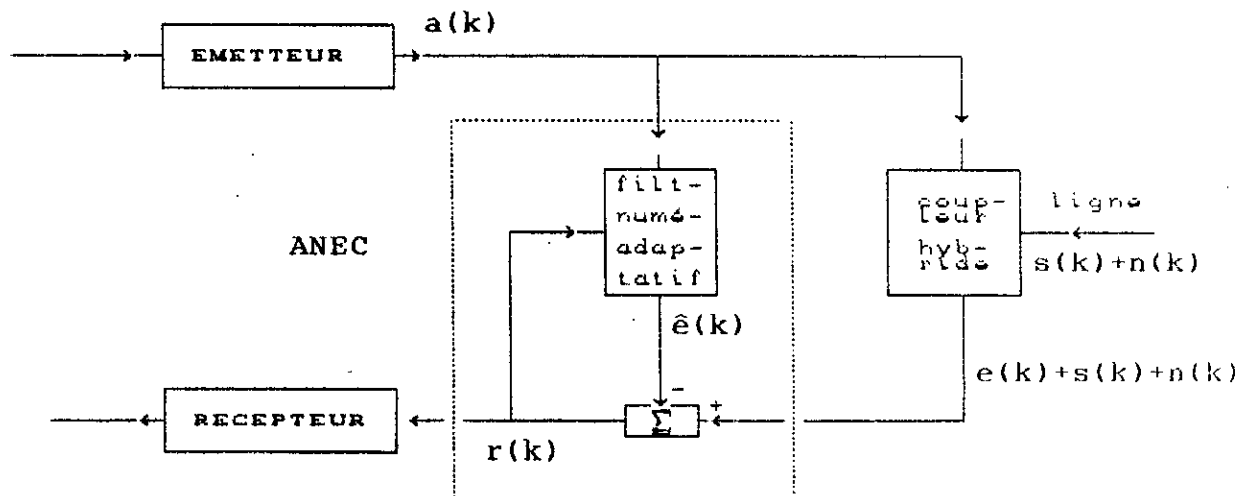 a(k)
EMETTEUR
filt-
numé-
adap-
tatif
coup-
leur
hyb-
ride
ligne
s(k)+n(k)
ANEC
ê(k)
e(k)+s(k)+n(k)
-
+
RECEPTEUR
Σ
r(k)